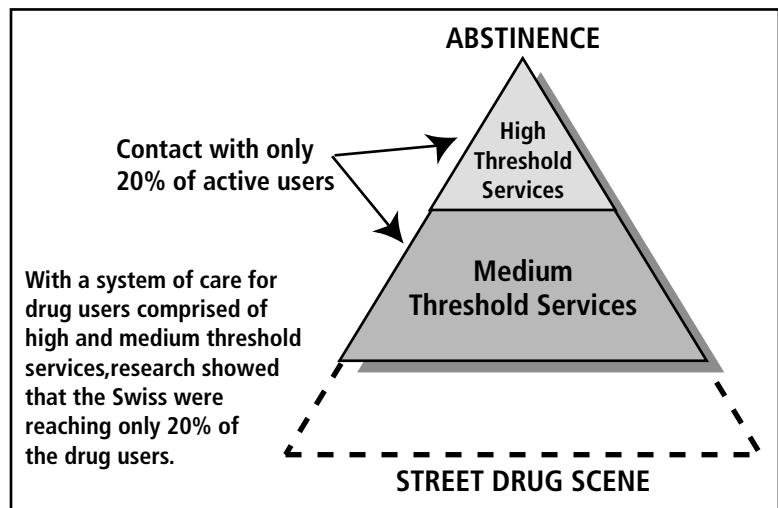 ABSTINENCE
High
Threshold
Services
Contact with only
20% of active users
Medium
Threshold Services
With a system of care for
drug users comprised of
high and medium threshold
services,research showed
that the Swiss were
reaching only 20% of
the drug users.
STREET DRUG SCENE